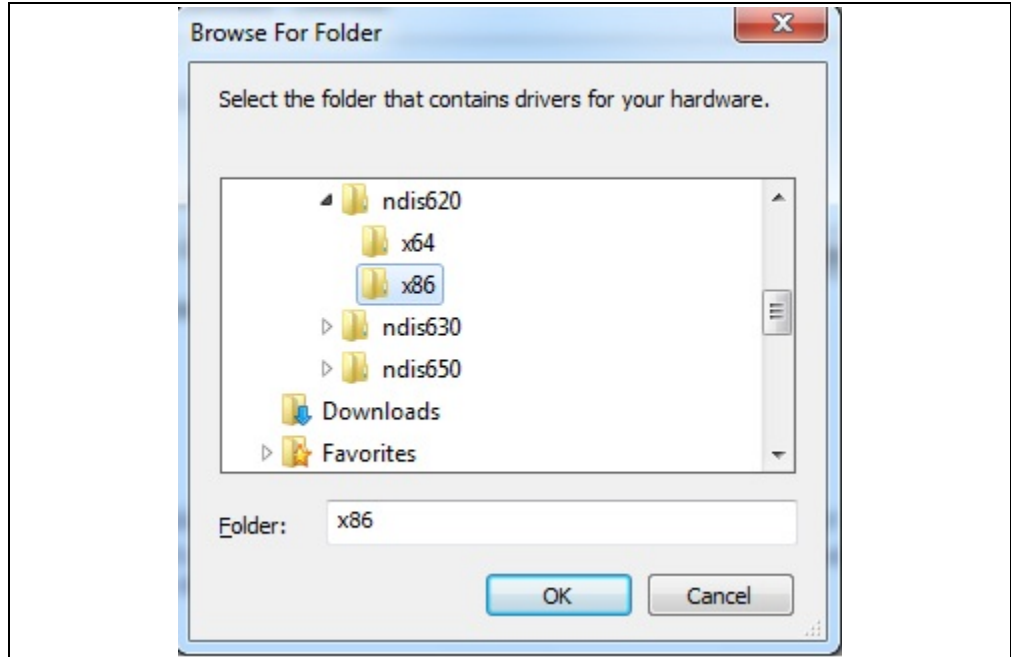 Browse For Folder
Select the folder that contains drivers for your hardware.
ndis620
x64
x86
ndis630
ndis650
Downloads
Favorites
Folder: x86
OK Cancel